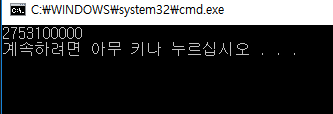 C:₩WINDOWS₩system32₩cmd.exe
2753100000
계속하려면 아무 키나 누르십시오 . . .